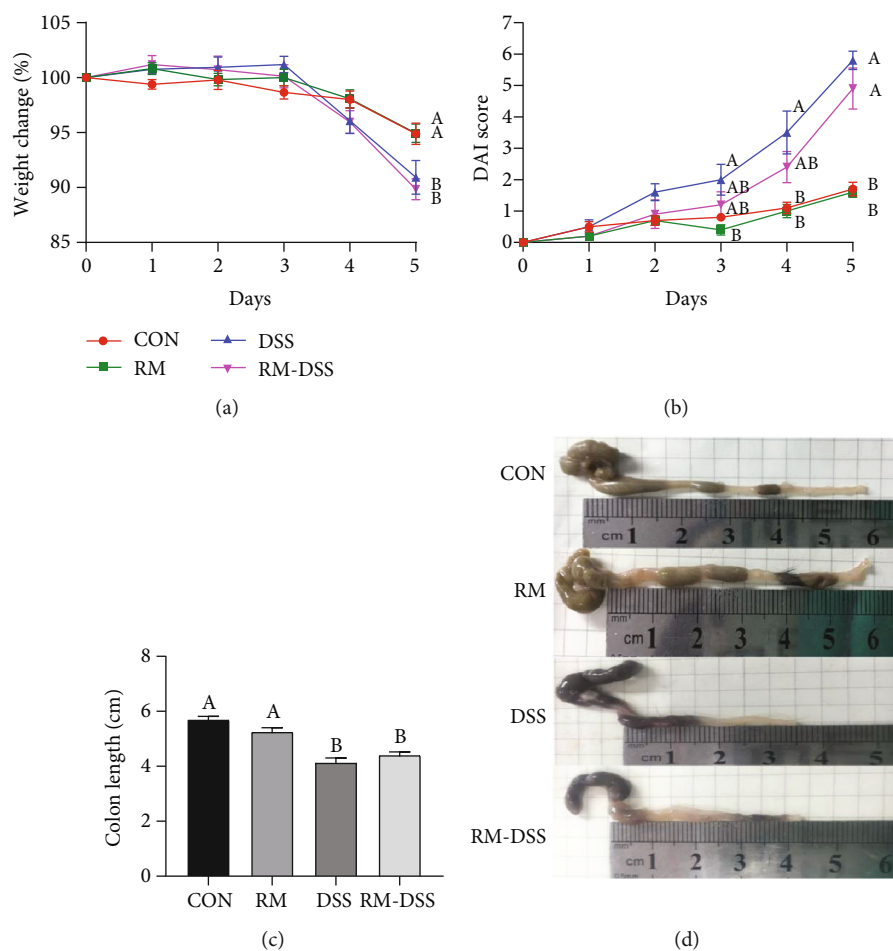 105
100
95
90
85
Weight change (%)
A
A
B
B
0 1 2 3 4 5
Days
7
6
5
4
3
2
1
0
DAI score
A
A
A
A
AB
AB
AB
B
B
B
B
B
0 1 2 3 4 5
Days
CON DSS
RM RM-DSS
(a) (b)
8
6
4
2
0
Colon length (cm)
A A B B
CON RM DSS RM-DSS
(c)
CON
mm
cm 1 2 3 4 5 6
RM
mm
cm 1 2 3 4 5 6
DSS
mm
cm 1 2 3 4 5
RM-DSS
mm
cm 1 2 3 4 5
(d)